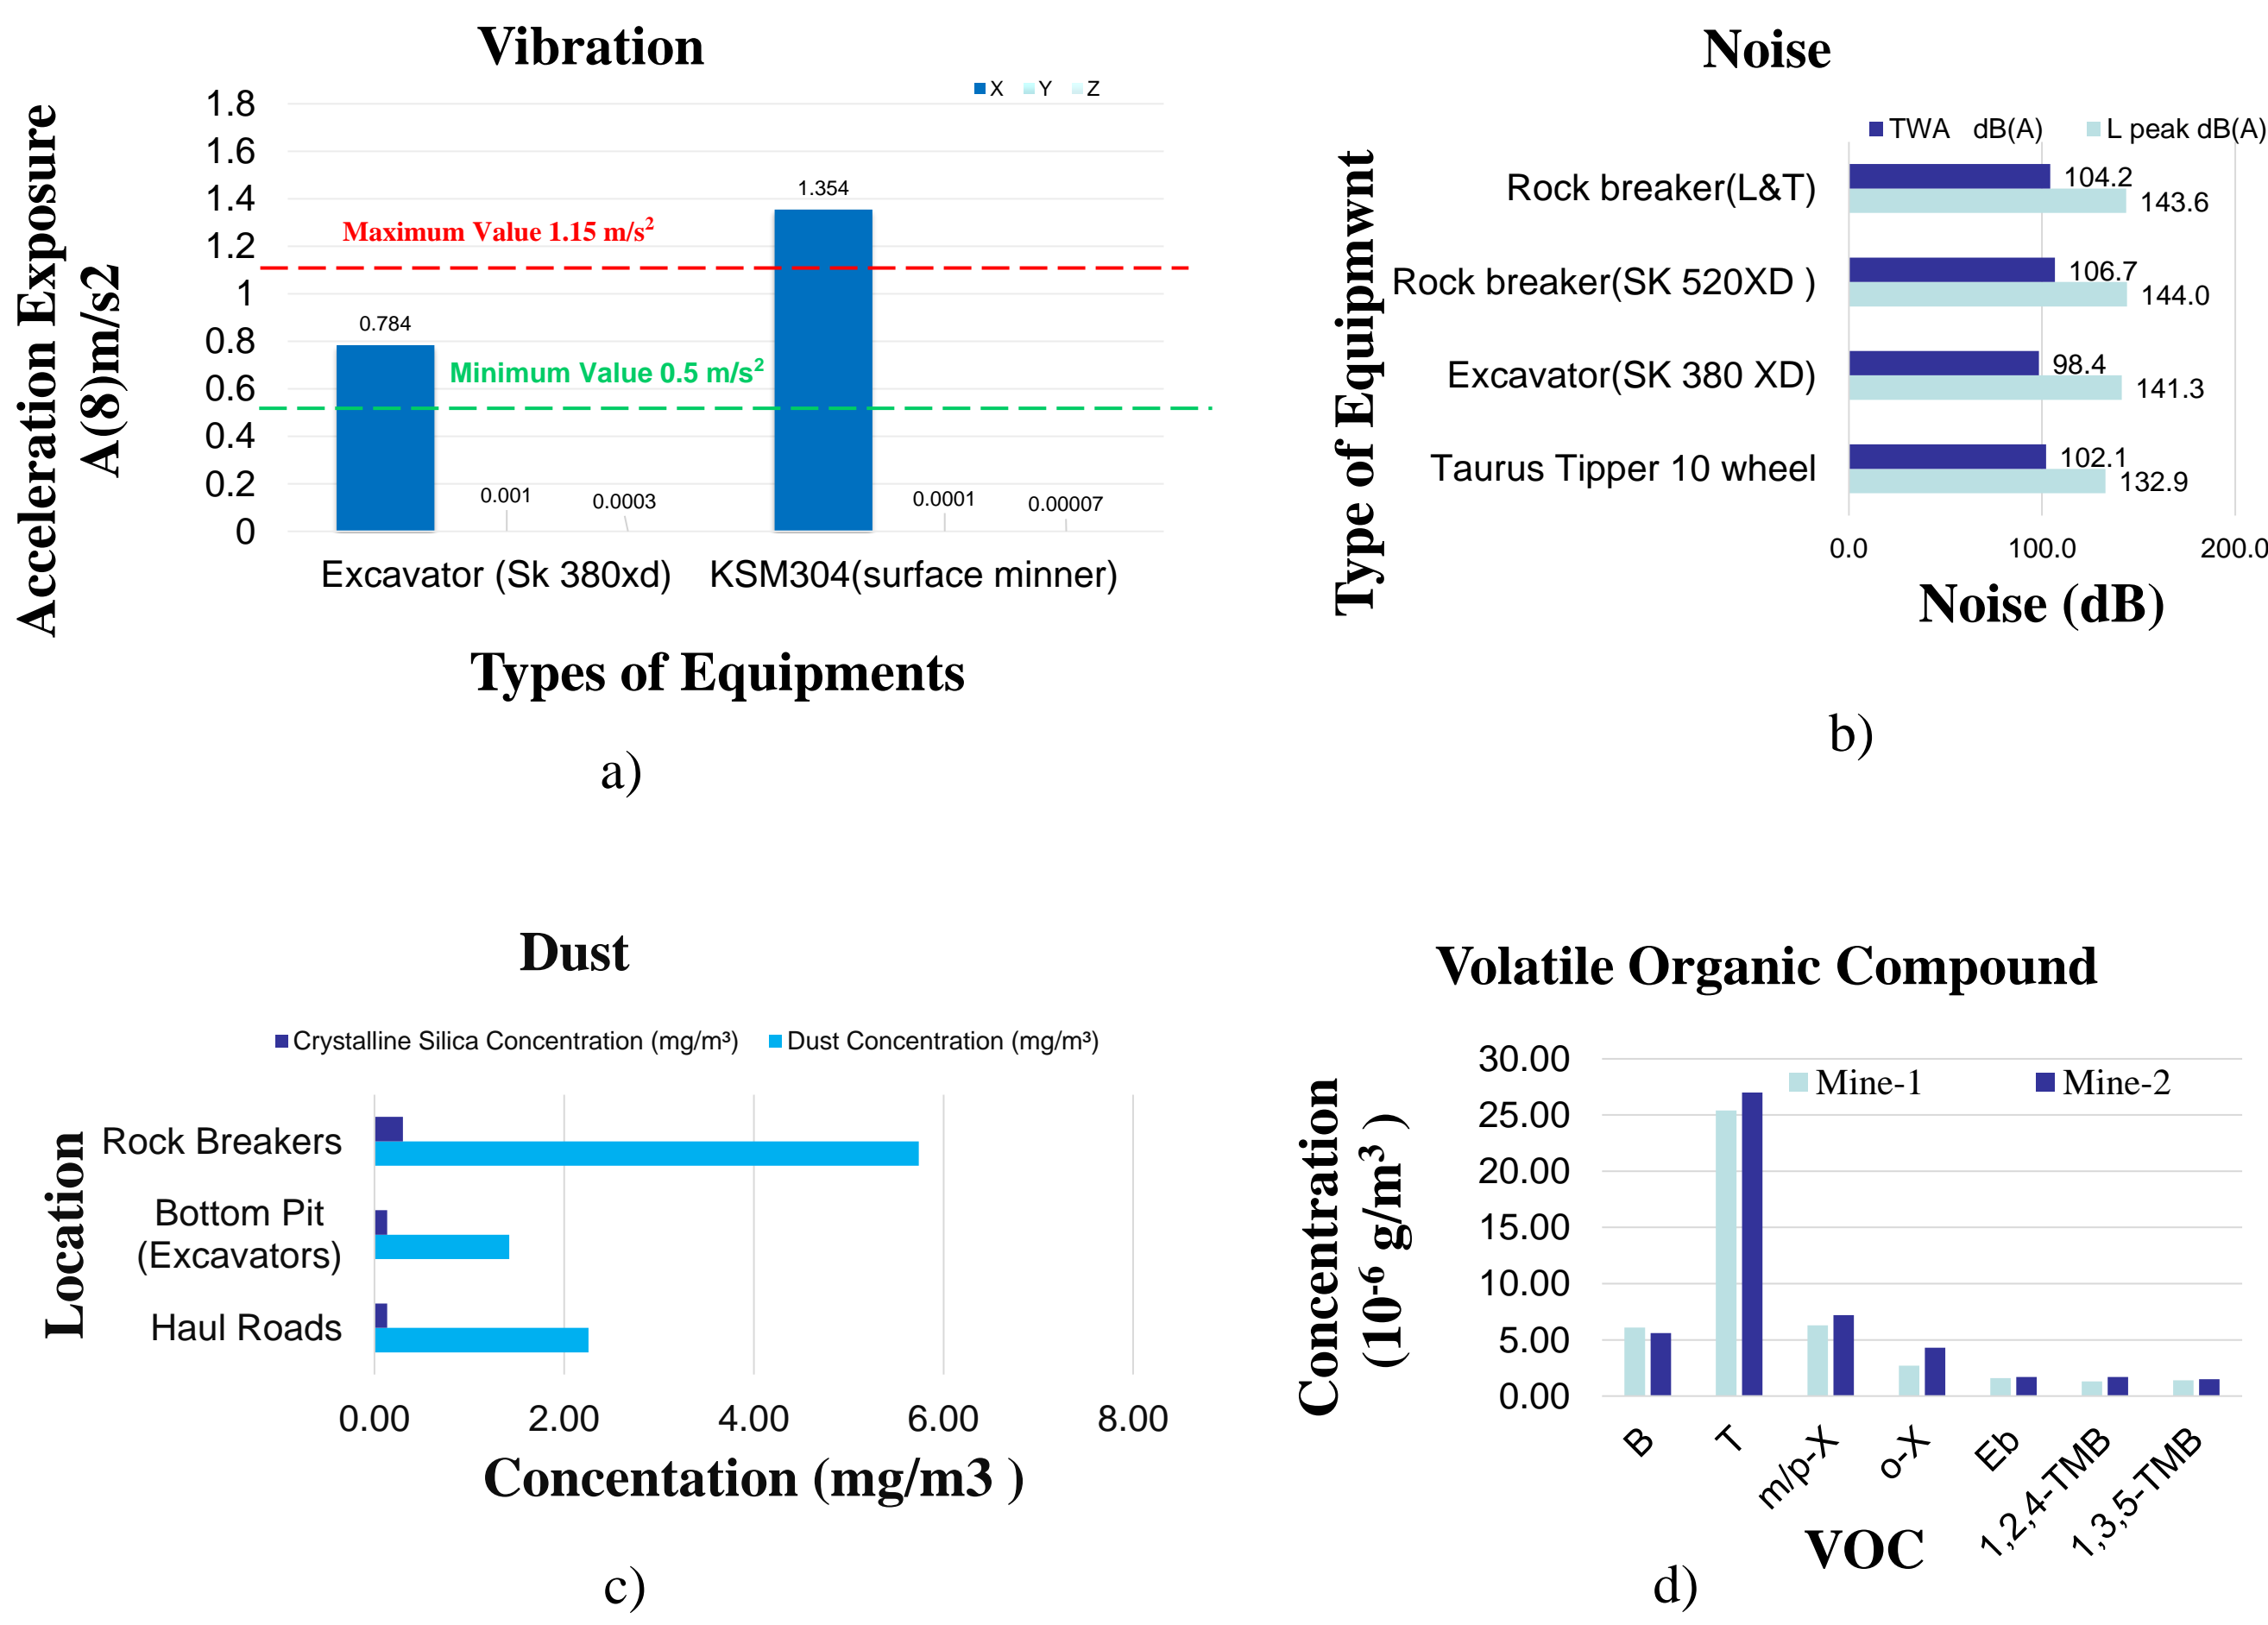 Vibration
X Y Z
Acceleration Exposure
A(8)m/s2
1.8
1.6
1.4
1.2
1
0.8
0.6
0.4
0.2
0
Maximum Value 1.15 m/s²
Minimum Value 0.5 m/s²
0.784
0.001
0.0003
1.354
0.0001
0.00007
Excavator (Sk 380xd)
KSM304(surface minner)
Types of Equipments
a)
Noise
TWA dB(A) L peak dB(A)
Type of Equipmwnt
Rock breaker(L&T)
104.2
143.6
Rock breaker(SK 520XD )
106.7
144.0
Excavator(SK 380 XD)
98.4
141.3
Taurus Tipper 10 wheel
102.1
132.9
0.0 100.0 200.0
Noise (dB)
b)
Dust
Crystalline Silica Concentration (mg/m³) Dust Concentration (mg/m³)
Location
Rock Breakers
Bottom Pit
(Excavators)
Haul Roads
0.00 2.00 4.00 6.00 8.00
Concentation (mg/m3 )
c)
Volatile Organic Compound
Mine-1 Mine-2
Concentration
(10⁻⁶ g/m³ )
30.00
25.00
20.00
15.00
10.00
5.00
0.00
B
T
m/p-X
o-X
Eb
1,2,4-TMB
1,3,5-TMB
VOC
d)